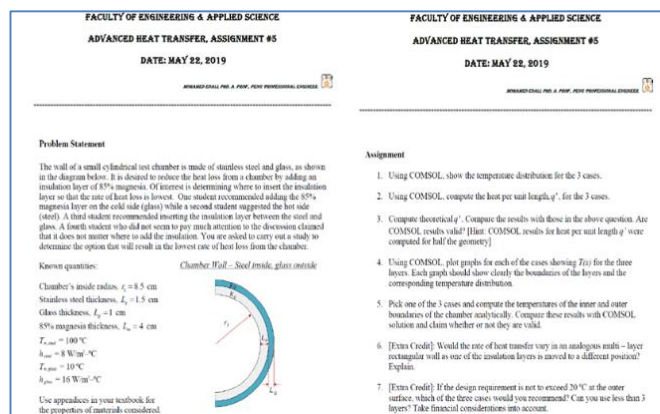 FACULTY OF ENGINEERING & APPLIED SCIENCE
ADVANCED HEAT TRANSFER, ASSIGNMENT #5
DATE: MAY 22, 2019
Problem Statement
The wall of a small cylindrical test chamber is made of stainless steel and glass, as shown
in the diagram below. It is desired to reduce the heat loss from a chamber by adding an
insulation layer of 85% magnesia. Of interest is determining where to insert the insulation
layer so that the rate of heat loss is lowest. One student recommended adding the 85%
magnesia layer on the cold side (glass) while a second student suggested the hot side
(steel). A third student recommended inserting the insulation layer between the steel and
glass. A fourth student who did not seem to pay much attention to the discussion claimed
that it does not matter where to add the insulation. You are asked to carry out a study to
determine the option that will result in the lowest rate of heat loss from the chamber.
Known quantities:
Chamber Wall – Steel inside, glass outside
Chamber's inside radius, r₁ = 8.5 cm
Stainless steel thickness, Lₛ = 1.5 cm
Glass thickness, L = 1 cm
85% magnesia thickness, Lₘ = 4 cm
= 100 °C
= 8 W/m²-°C
= 10 °C
= 16 W/m²-°C
Use appendices in your textbook for
the properties of materials considered.
FACULTY OF ENGINEERING & APPLIED SCIENCE
ADVANCED HEAT TRANSFER, ASSIGNMENT #5
DATE: MAY 22, 2019
Assignment
1. Using COMSOL, show the temperature distribution for the 3 cases.
2. Using COMSOL, compute the heat per unit length, q', for the 3 cases.
3. Compute theoretical q'. Compare the results with those in the above question. Are
COMSOL results valid? [Hint: COMSOL results for heat per unit length q' were
computed for half the geometry]
4. Using COMSOL, plot graphs for each of the cases showing T(r) for the three
layers. Each graph should show clearly the boundaries of the layers and the
corresponding temperature distribution.
5. Pick one of the 3 cases and compute the temperatures of the inner and outer
boundaries of the chamber analytically. Compare these results with COMSOL
solution and claim whether or not they are valid.
6. [Extra Credit]: Would the rate of heat transfer vary in an analogous multi – layer
rectangular wall as one of the insulation layers is moved to a different position?
Explain.
7. [Extra Credit]: If the design requirement is not to exceed 20 °C at the outer
surface, which of the three cases would you recommend? Can you use less than 3
layers? Take financial considerations into account.